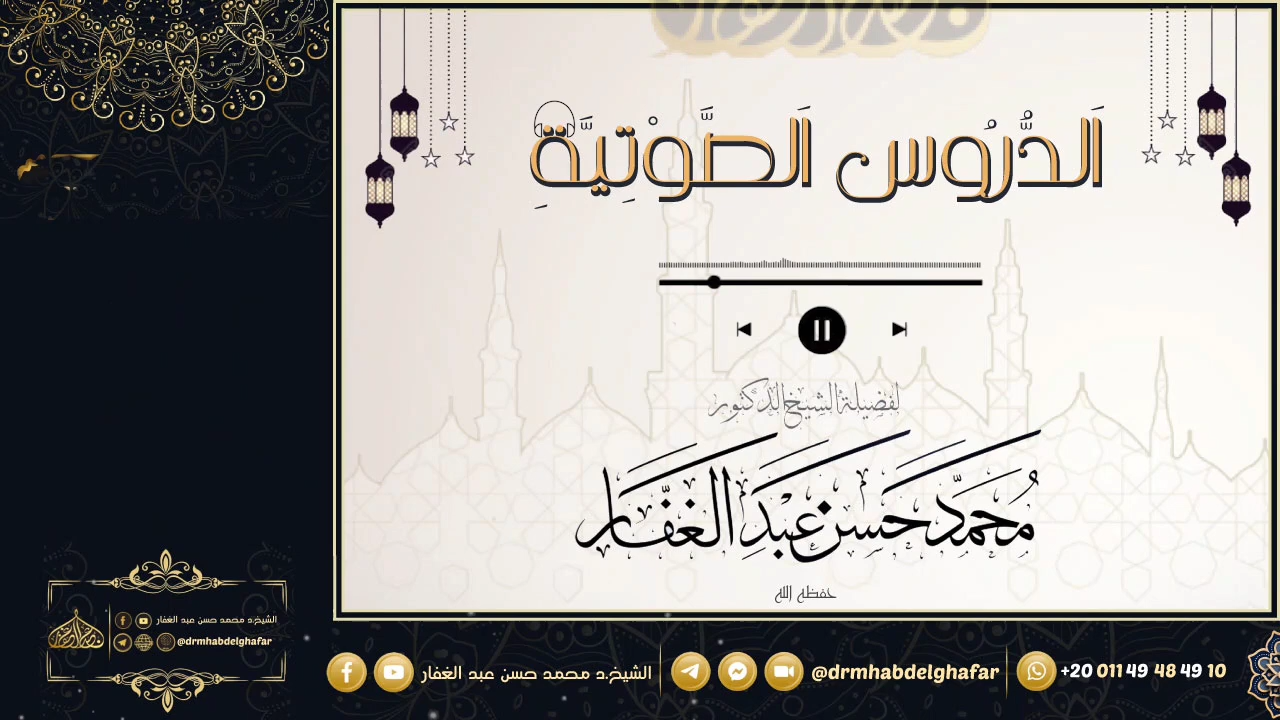 الدُّرُوس الصَّوْتِيَّةِ
لفضيلة الشيخ الدكتور
مُحَمَّد حَسَن عَبْدِ الغَفَّار
حفظه الله
الشيخ.د محمد حسن عبد الغفار
@drmhabdelghafar
الشيخ.د محمد حسن عبد الغفار
@drmhabdelghafar
+20 011 49 48 49 10